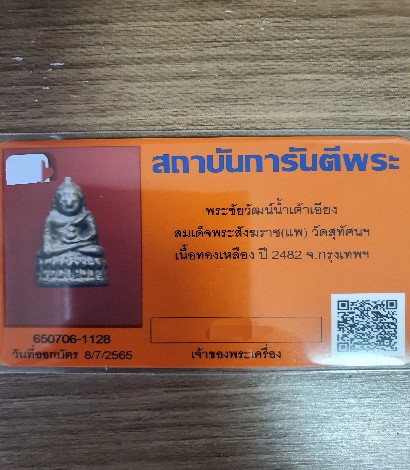 สถาบันการันตีพระ
พระชัยวัฒน์น้ำเต้าเอียง
สมเด็จพระสังฆราช(แพ) วัดสุทัศนฯ
เนื้อทองเหลือง ปี 2482 จ.กรุงเทพฯ
650706-1128
วันที่ออกบัตร 8/7/2565
เจ้าของพระเครื่อง